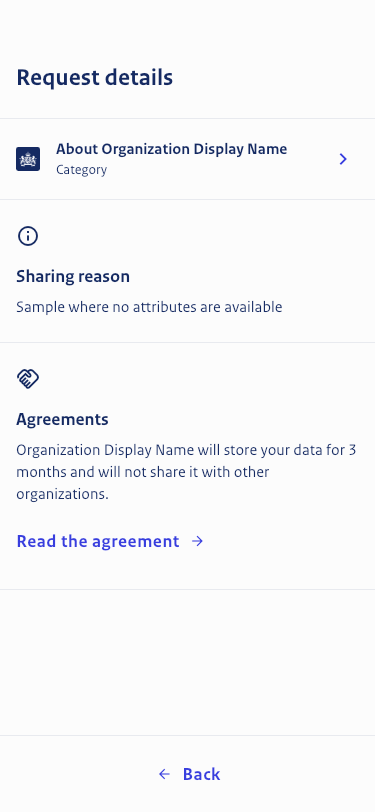 Request details
About Organization Display Name
Category
Sharing reason
Sample where no attributes are available
Agreements
Organization Display Name will store your data for 3
months and will not share it with other
organizations.
Read the agreement
Back